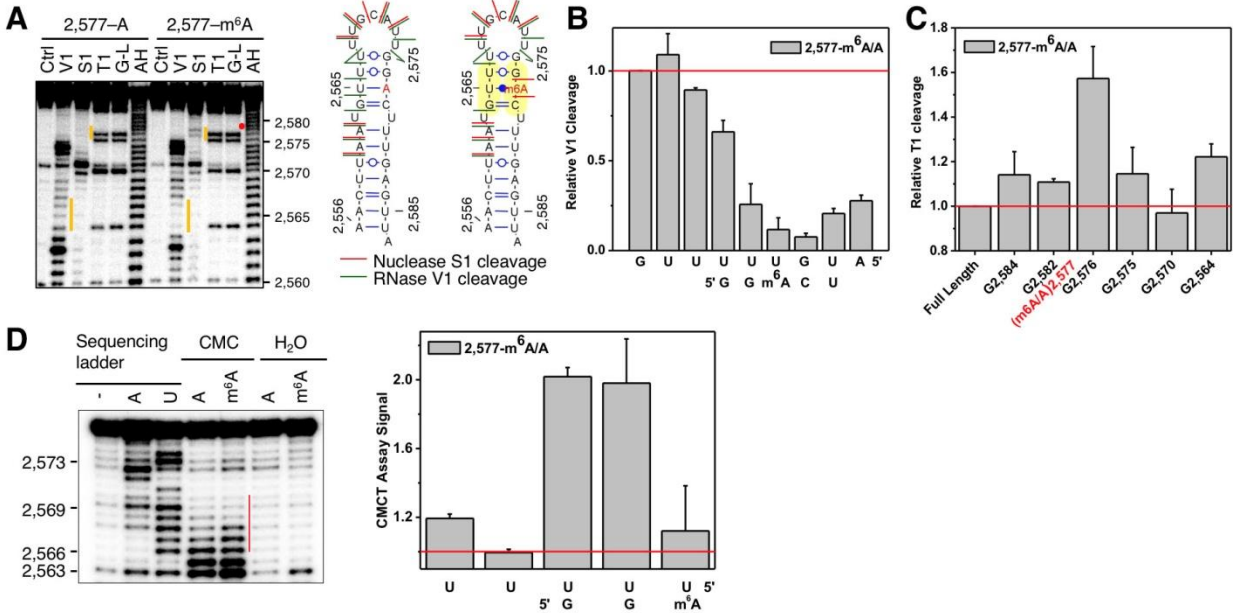 A
2,577–A
2,577–m⁶A
Ctrl V1 S1 T1 G-L AH Ctrl V1 S1 T1 G-L AH
2,580
2,575
2,570
2,565
2,560
2,575
2,565
2,556
2,585
2,575
2,565
m6A
2,556
2,585
Nuclease S1 cleavage
RNase V1 cleavage
B
2,577-m⁶A/A
Relative V1 Cleavage
1.0
0.5
0.0
G U U U U U G U A 5'
5' G G m⁶A C U
C
2,577-m⁶A/A
Relative T1 Cleavage
1.8
1.6
1.4
1.2
1.0
0.8
Full Length
G2,584
G2,582
(m6A/A)2,577
G2,576
G2,575
G2,570
G2,564
D
Sequencing
ladder
CMC
H₂O
- A U A m⁶A A m⁶A
2,573
2,569
2,566
2,563
2,577-m⁶A/A
CMCT Assay Signal
2.0
1.6
1.2
U U U U U 5'
5' G G m⁶A